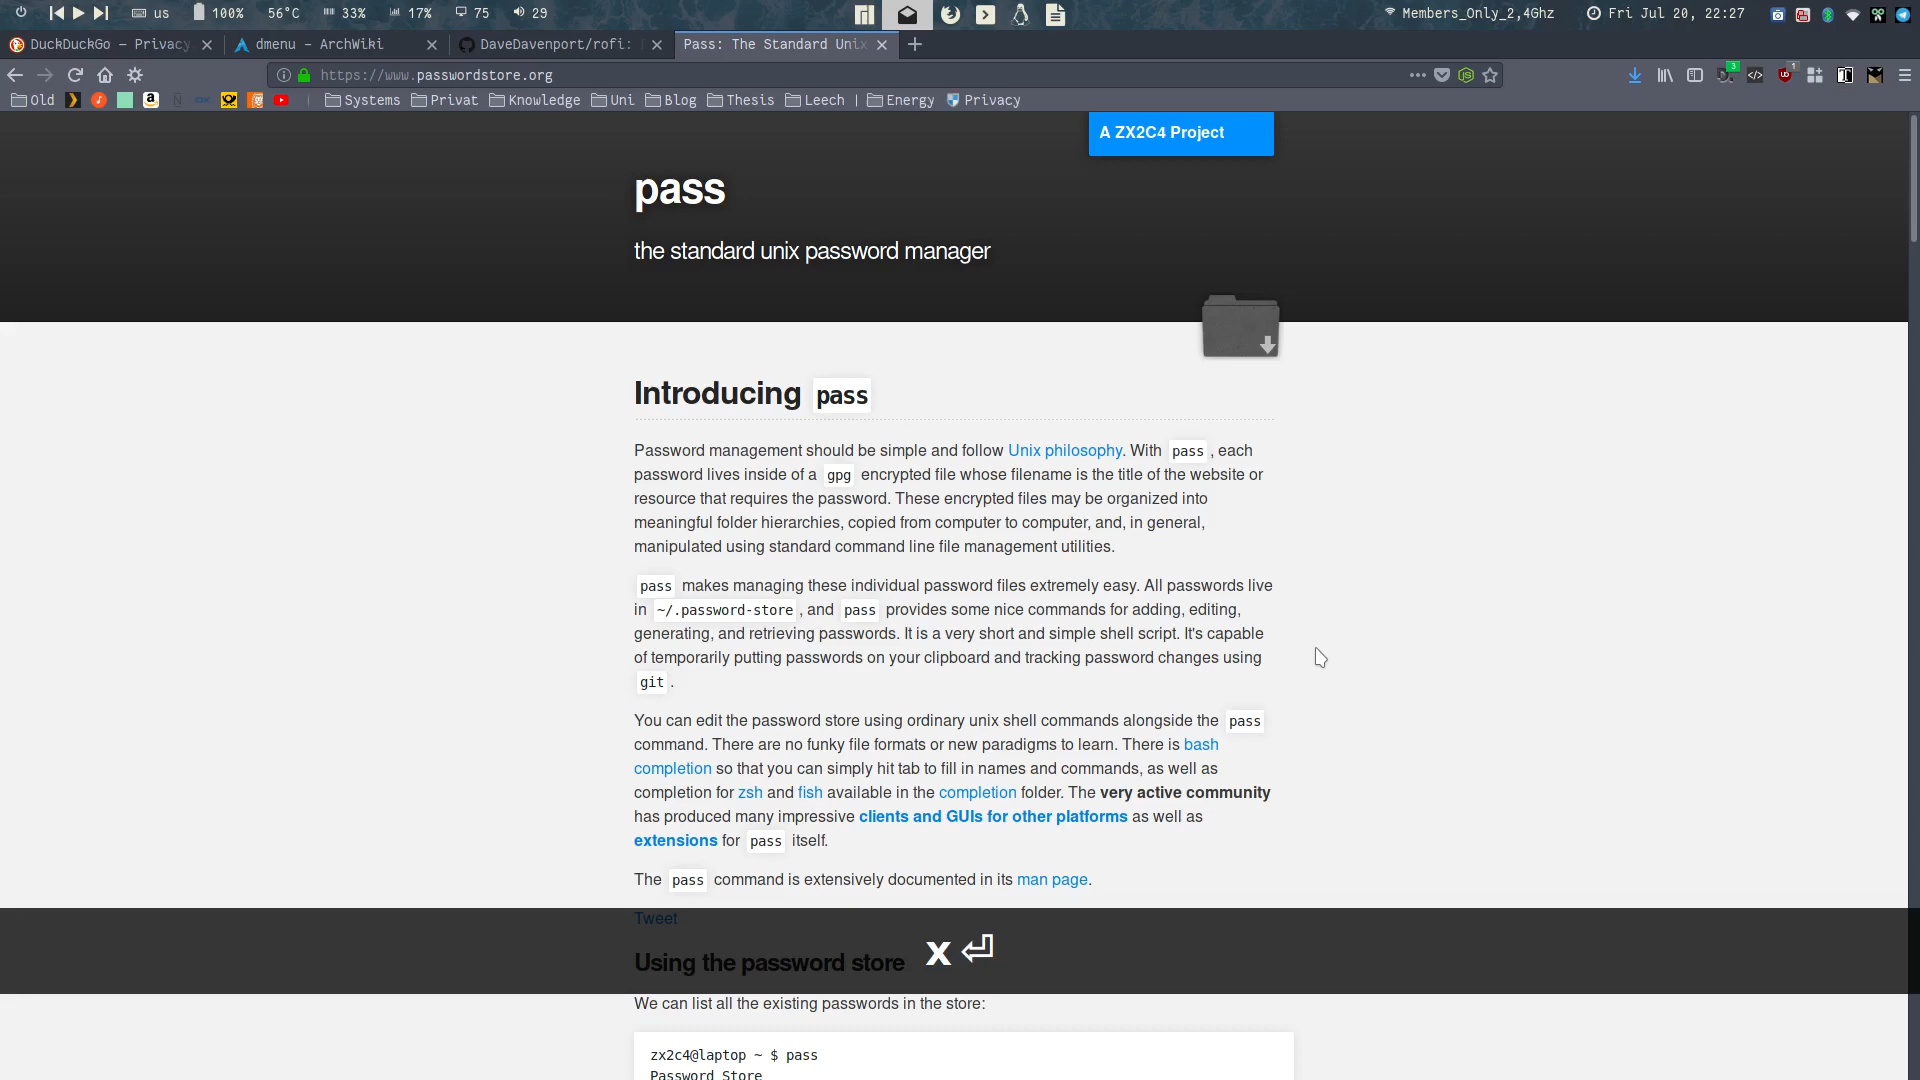 us 100% 56°C 33% 17% 75 29 Members_Only_2,4Ghz Fri Jul 20, 22:27
DuckDuckGo — Privacy dmenu - ArchWiki DaveDavenport/rofi: Pass: The Standard Unix
https://www.passwordstore.org
Old Systems Privat Knowledge Uni Blog Thesis Leech | Energy Privacy
A ZX2C4 Project
pass
the standard unix password manager
Introducing pass
Password management should be simple and follow Unix philosophy. With pass, each
password lives inside of a gpg encrypted file whose filename is the title of the website or
resource that requires the password. These encrypted files may be organized into
meaningful folder hierarchies, copied from computer to computer, and, in general,
manipulated using standard command line file management utilities.
pass makes managing these individual password files extremely easy. All passwords live
in ~/.password-store, and pass provides some nice commands for adding, editing,
generating, and retrieving passwords. It is a very short and simple shell script. It's capable
of temporarily putting passwords on your clipboard and tracking password changes using
git.
You can edit the password store using ordinary unix shell commands alongside the pass
command. There are no funky file formats or new paradigms to learn. There is bash
completion so that you can simply hit tab to fill in names and commands, as well as
completion for zsh and fish available in the completion folder. The very active community
has produced many impressive clients and GUIs for other platforms as well as
extensions for pass itself.
The pass command is extensively documented in its man page.
Tweet
Using the password store x ⏎
We can list all the existing passwords in the store:
zx2c4@laptop ~ $ pass
Password Store